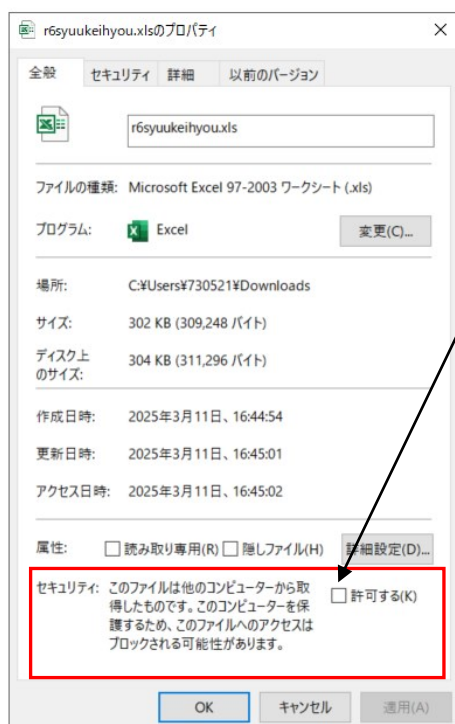 r6syuukeihyou.xlsのプロパティ
全般 セキュリティ 詳細 以前のバージョン
r6syuukeihyou.xls
ファイルの種類: Microsoft Excel 97-2003 ワークシート (.xls)
プログラム: Excel 変更(C)...
場所: C:¥Users¥730521¥Downloads
サイズ: 302 KB (309,248 バイト)
ディスク上
のサイズ: 304 KB (311,296 バイト)
作成日時: 2025年3月11日、16:44:54
更新日時: 2025年3月11日、16:45:01
アクセス日時: 2025年3月11日、16:45:02
属性: 読み取り専用(R) 隠しファイル(H) 詳細設定(D)...
セキュリティ: このファイルは他のコンピューターから取 許可する(K)
得したものです。このコンピューターを保
護するため、このファイルへのアクセスは
ブロックされる可能性があります。
OK キャンセル 適用(A)